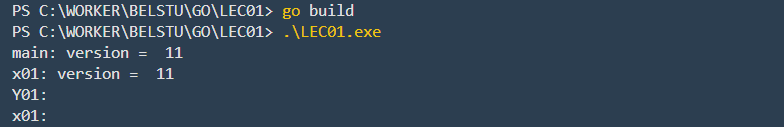 PS C:\WORKER\BELSTU\GO\LEC01> go build
PS C:\WORKER\BELSTU\GO\LEC01> .\LEC01.exe
main: version =  11
x01: version =  11
Y01:
x01: